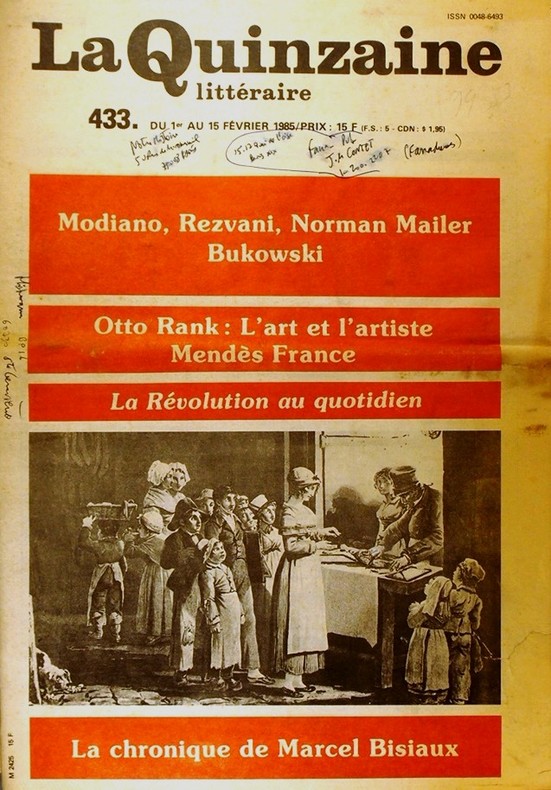 ISSN 0048-6493
La Quinzaine
littéraire
433. DU 1er AU 15 FÉVRIER 1985/PRIX : 15 F (F.S. : 5 - CDN : $ 1,95)
Modiano, Rezvani, Norman Mailer
Bukowski
Otto Rank : L'art et l'artiste
Mendès France
La Révolution au quotidien
La chronique de Marcel Bisiaux
M 2425 15 F